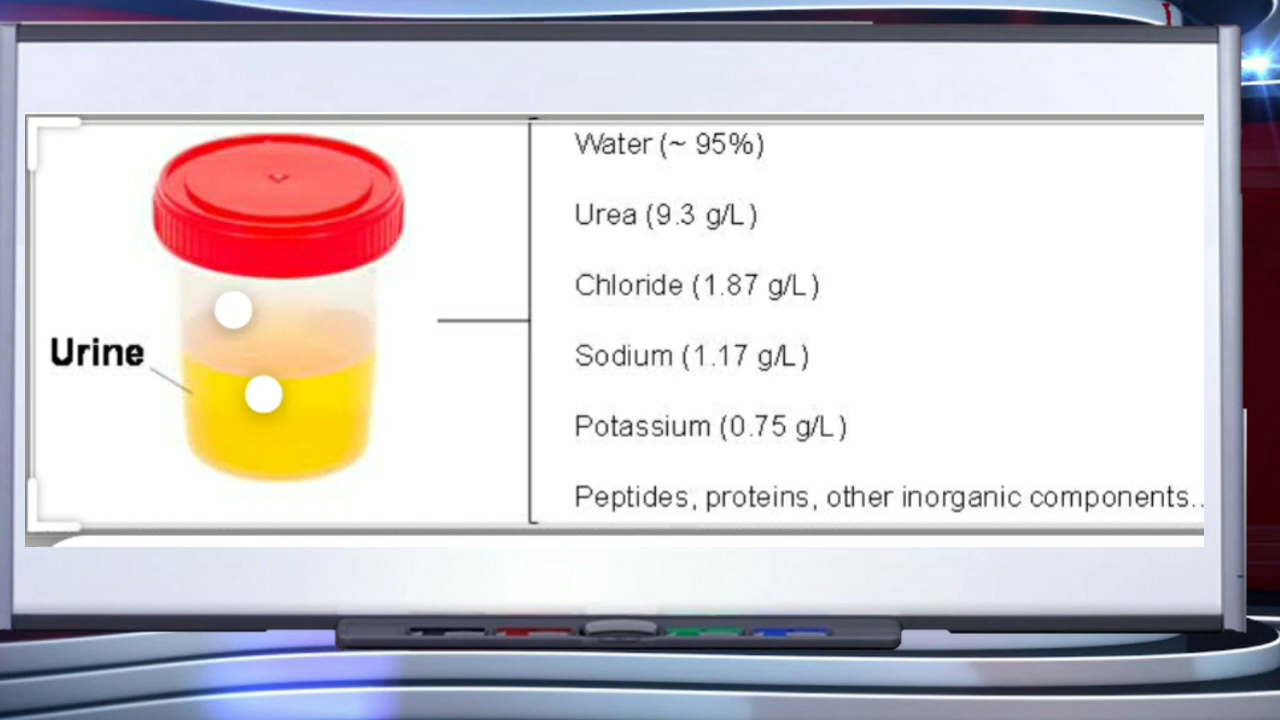 Urine
Water (~ 95%)
Urea (9.3 g/L)
Chloride (1.87 g/L)
Sodium (1.17 g/L)
Potassium (0.75 g/L)
Peptides, proteins, other inorganic components..